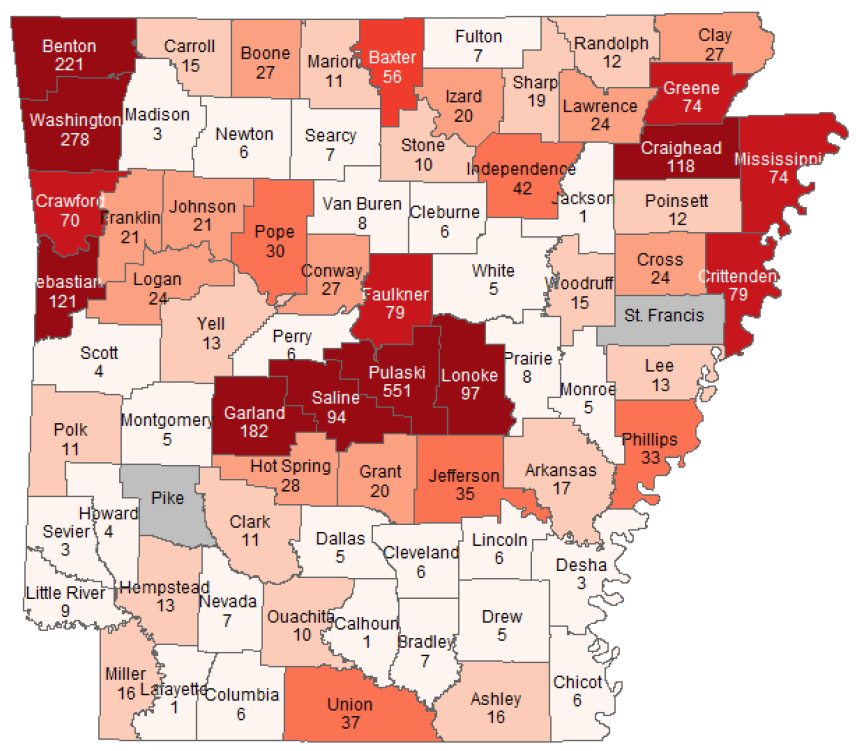 Benton
221
Carroll
15
Boone
27
Marion
11
Baxter
56
Fulton
7
Randolph
12
Clay
27
Washington
278
Madison
3
Newton
6
Searcy
7
Stone
10
Izard
20
Sharp
19
Lawrence
24
Greene
74
Independence
42
Craighead
118
Mississippi
74
Crawford
70
Franklin
21
Johnson
21
Pope
30
Van Buren
8
Cleburne
6
Jackson
1
Poinsett
12
ebastian
121
Logan
24
Conway
27
Faulkner
79
White
5
Woodruff
15
Cross
24
Crittenden
79
Yell
13
Perry
6
St. Francis
Scott
4
Pulaski
551
Lonoke
97
Prairie
8
Monroe
5
Lee
13
Saline
94
Garland
182
Montgomery
5
Polk
11
Phillips
33
Hot Spring
28
Grant
20
Jefferson
35
Arkansas
17
Pike
Howard
4
Sevier
3
Clark
11
Dallas
5
Cleveland
6
Lincoln
6
Desha
3
Little River
9
Hempstead
13
Nevada
7
Ouachita
10
Calhoun
1
Bradley
7
Drew
5
Miller
16
Lafayette
1
Columbia
6
Union
37
Ashley
16
Chicot
6